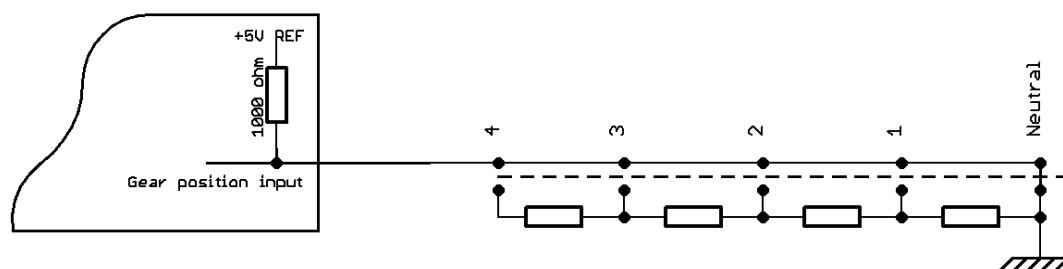 +5V REF
1000 ohm
Gear position input
4
3
2
1
Neutral